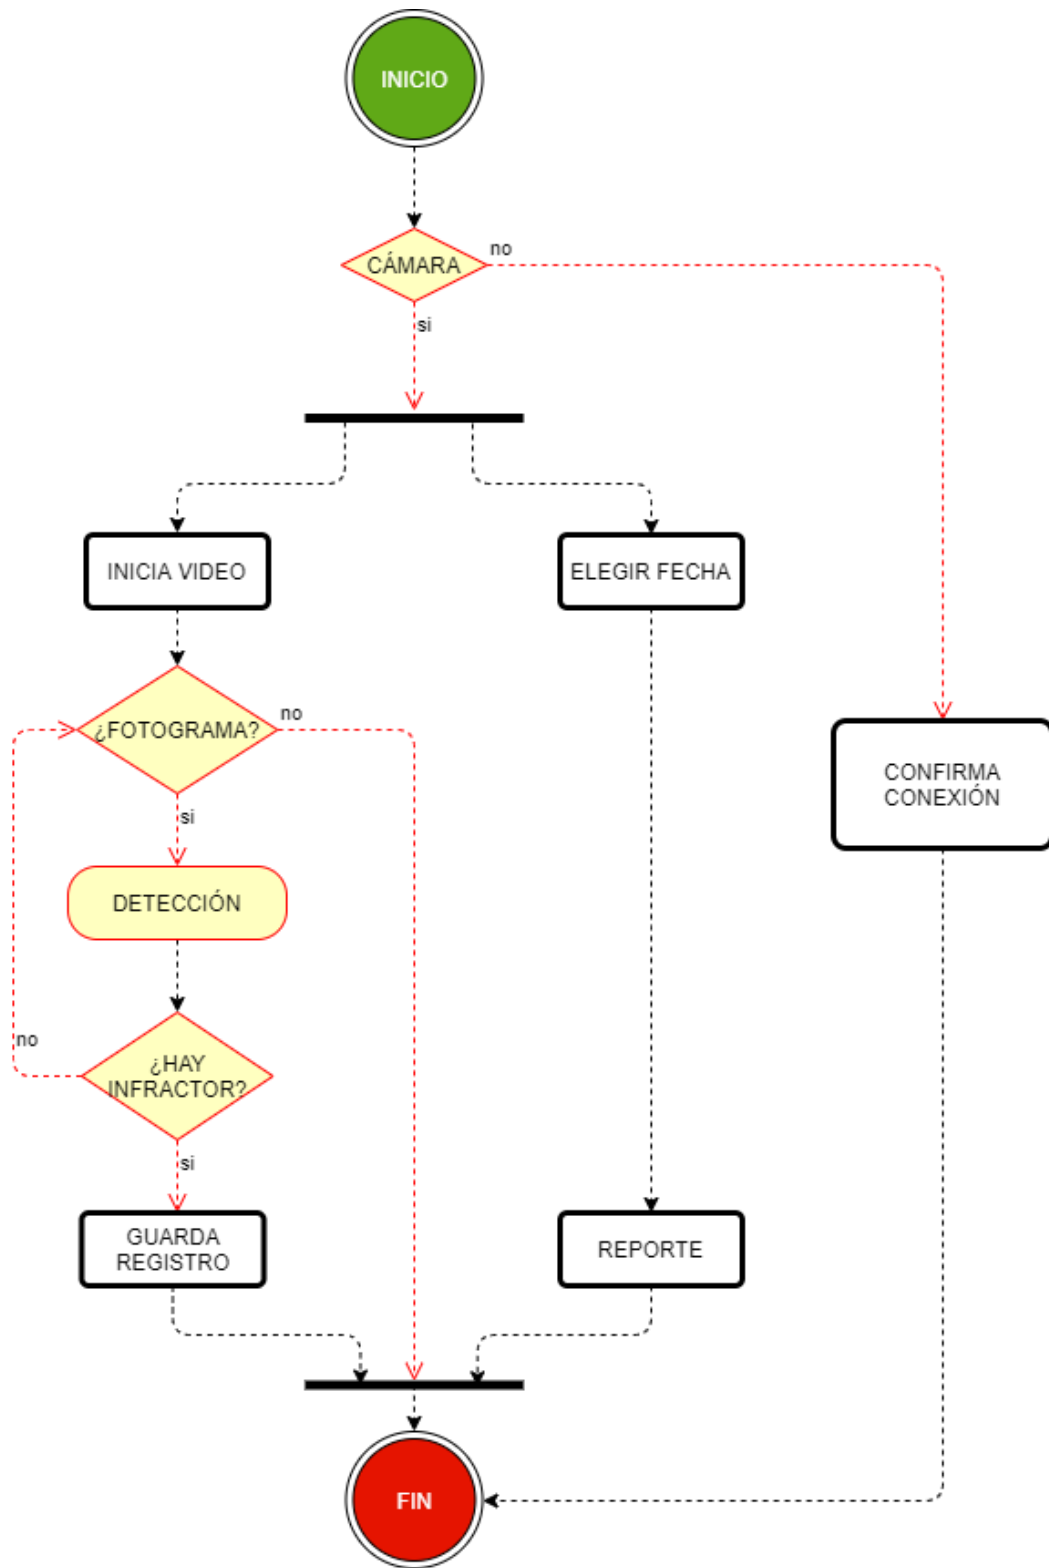 INICIO
CÁMARA
no
si
INICIA VIDEO
ELEGIR FECHA
¿FOTOGRAMA?
no
si
CONFIRMA
CONEXIÓN
DETECCIÓN
no
¿HAY
INFRACTOR?
si
GUARDA
REGISTRO
REPORTE
FIN